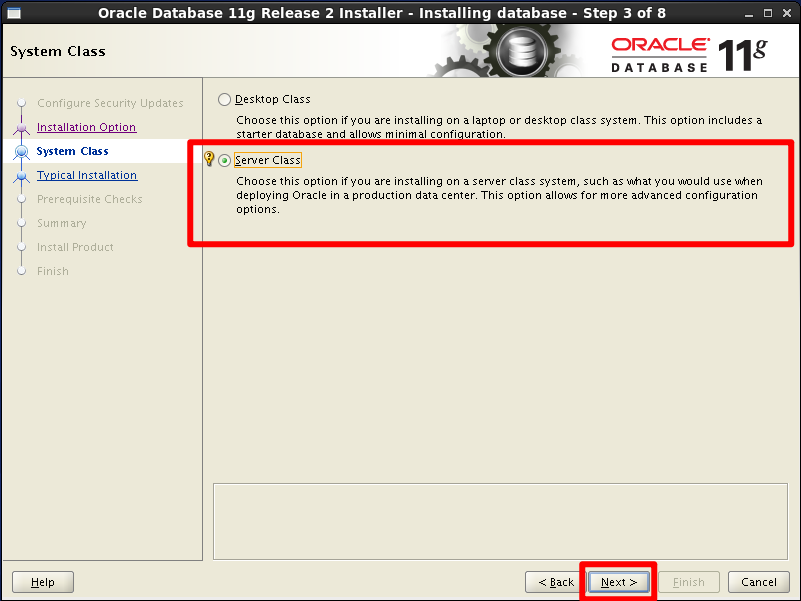 Oracle Database 11g Release 2 Installer - Installing database - Step 3 of 8
System Class
ORACLE®
DATABASE
11g
Configure Security Updates
Installation Option
System Class
Typical Installation
Prerequisite Checks
Summary
Install Product
Finish
Desktop Class
Choose this option if you are installing on a laptop or desktop class system. This option includes a
starter database and allows minimal configuration.
Server Class
Choose this option if you are installing on a server class system, such as what you would use when
deploying Oracle in a production data center. This option allows for more advanced configuration
options.
Help
< Back
Next >
Finish
Cancel